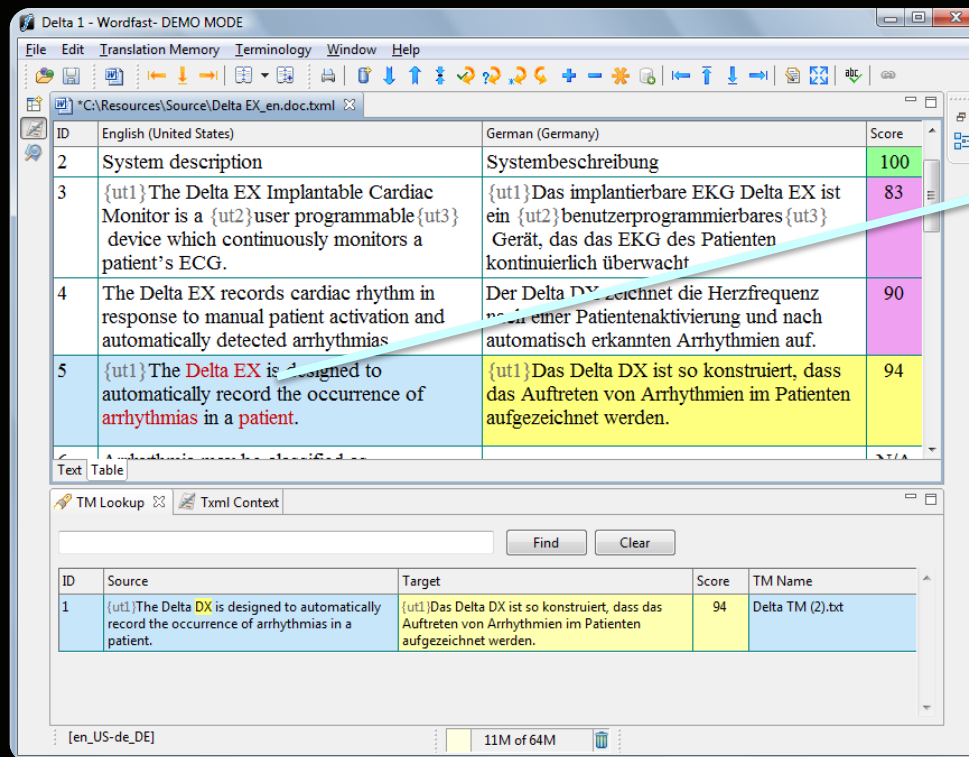 Delta 1 - Wordfast- DEMO MODE
File Edit Translation Memory Terminology Window Help
*C:\Resources\Source\Delta EX_en.doc.txml
ID English (United States) German (Germany) Score
2 System description Systembeschreibung 100
3 {ut1}The Delta EX Implantable Cardiac {ut1}Das implantierbare EKG Delta EX ist 83
Monitor is a {ut2}user programmable{ut3} ein {ut2}benutzerprogrammierbares{ut3}
device which continuously monitors a Gerät, das das EKG des Patienten
patient's ECG. kontinuierlich überwacht
4 The Delta EX records cardiac rhythm in Der Delta DX zeichnet die Herzfrequenz 90
response to manual patient activation and nach einer Patientenaktivierung und nach
automatically detected arrhythmias automatisch erkannten Arrhythmien auf.
5 {ut1}The Delta EX is designed to {ut1}Das Delta DX ist so konstruiert, dass 94
automatically record the occurrence of das Auftreten von Arrhythmien im Patienten
arrhythmias in a patient. aufgezeichnet werden.
Text Table
TM Lookup Txml Context
Find Clear
ID Source Target Score TM Name
1 {ut1}The Delta DX is designed to automatically {ut1}Das Delta DX ist so konstruiert, dass das 94 Delta TM (2).txt
record the occurrence of arrhythmias in a Auftreten von Arrhythmien im Patienten
patient. aufgezeichnet werden.
[en_US-de_DE] 11M of 64M